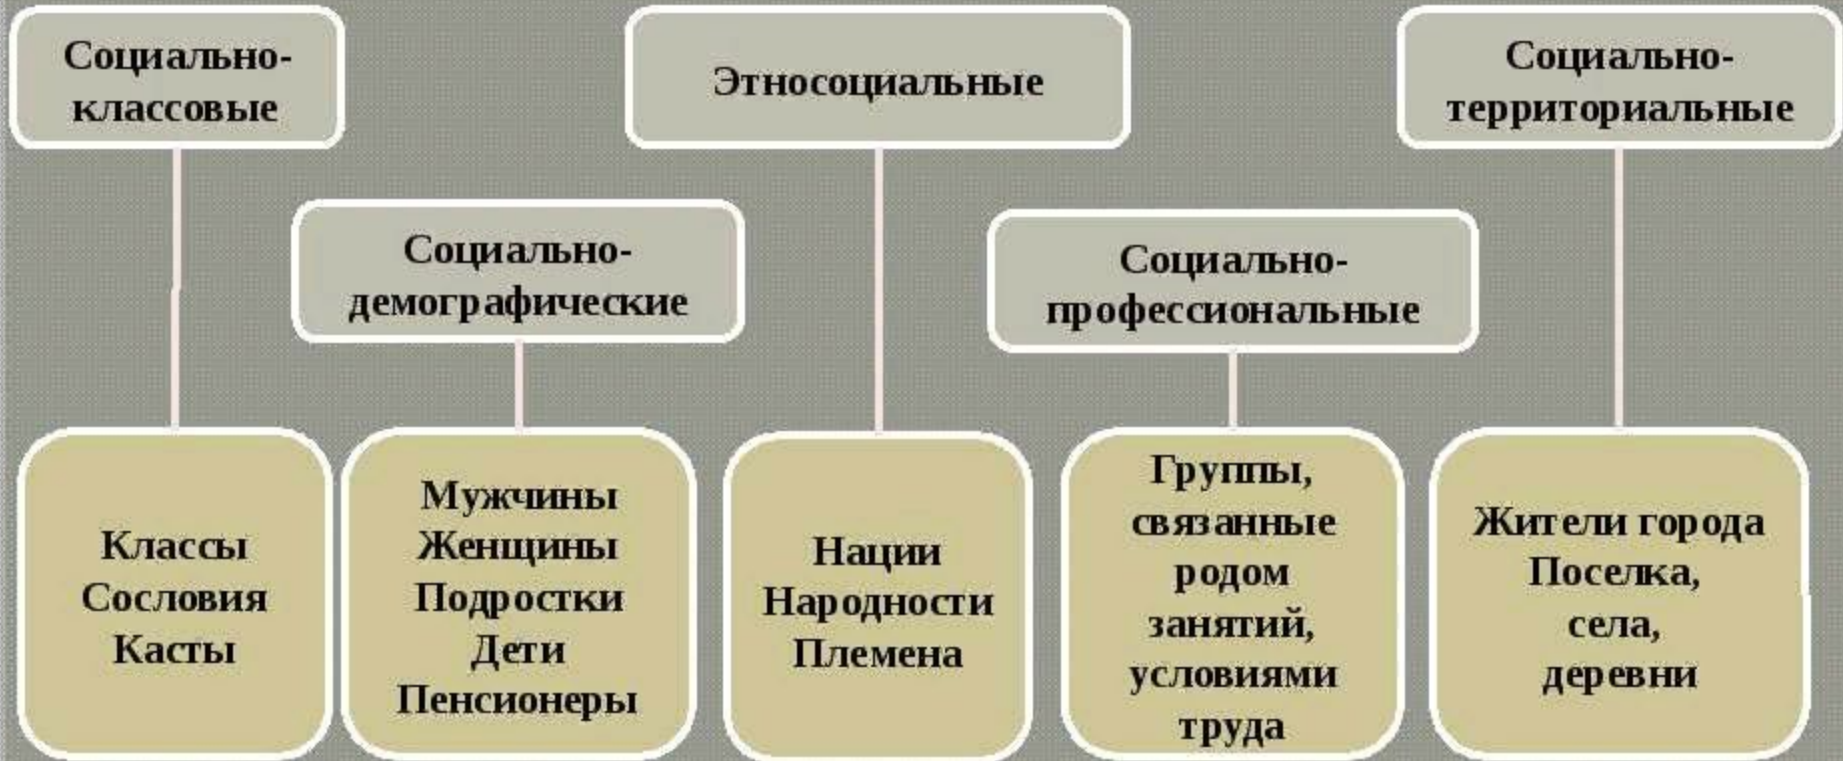 Социально-
классовые
Этносоциальные
Социально-
территориальные
Социально-
демографические
Социально-
профессиональные
Классы
Сословия
Касты
Мужчины
Женщины
Подростки
Дети
Пенсионеры
Нации
Народности
Племена
Группы,
связанные
родом
занятий,
условиями
труда
Жители города
Поселка,
села,
деревни